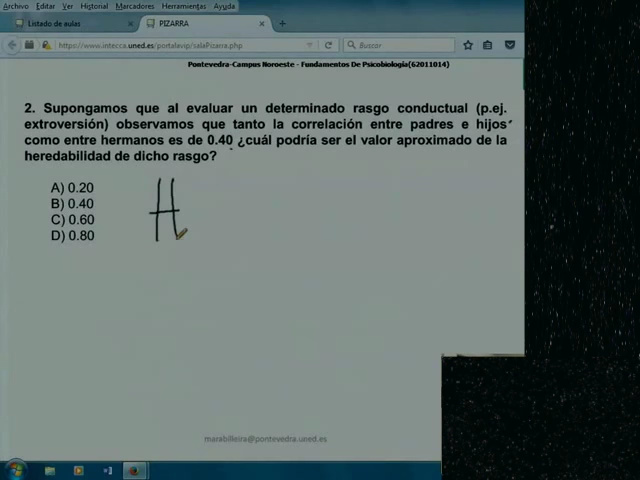 Archivo Editar Ver Historial Marcadores Herramientas Ayuda
Listado de aulas × PIZARRA × +
https://www.intecca.uned.es/portalavip/salaPizarra.php Buscar
Pontevedra-Campus Noroeste - Fundamentos De Psicobiología(62011014)
2. Supongamos que al evaluar un determinado rasgo conductual (p.ej.
extroversión) observamos que tanto la correlación entre padres e hijos
como entre hermanos es de 0.40 ¿cuál podría ser el valor aproximado de la
heredabilidad de dicho rasgo?
A) 0.20
B) 0.40
C) 0.60
D) 0.80
H
marabilleira@pontevedra.uned.es